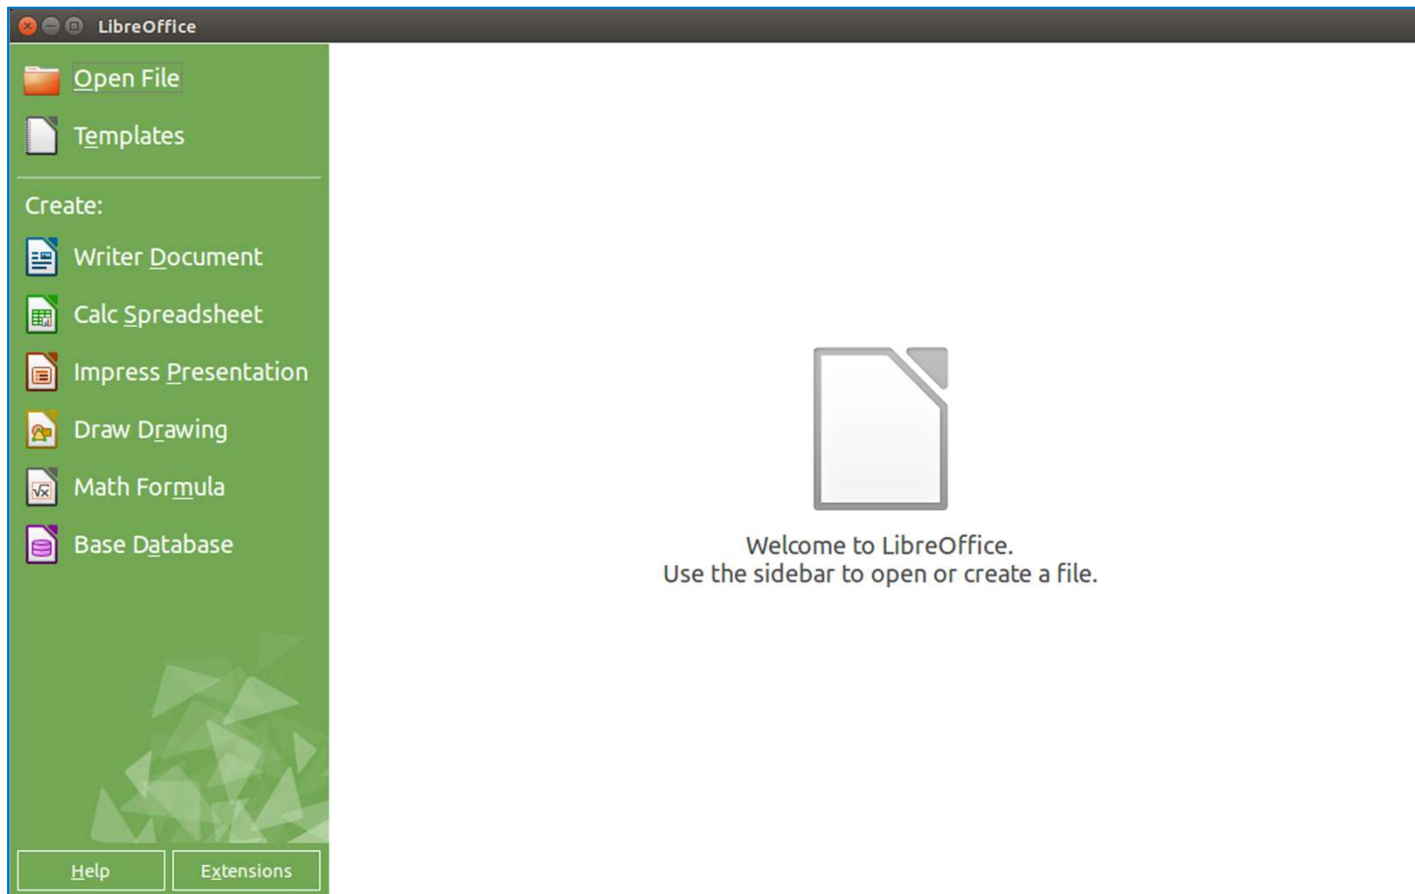 LibreOffice
Open File
Templates
Create:
Writer Document
Calc Spreadsheet
Impress Presentation
Draw Drawing
Math Formula
Base Database
Help
Extensions
Welcome to LibreOffice.
Use the sidebar to open or create a file.